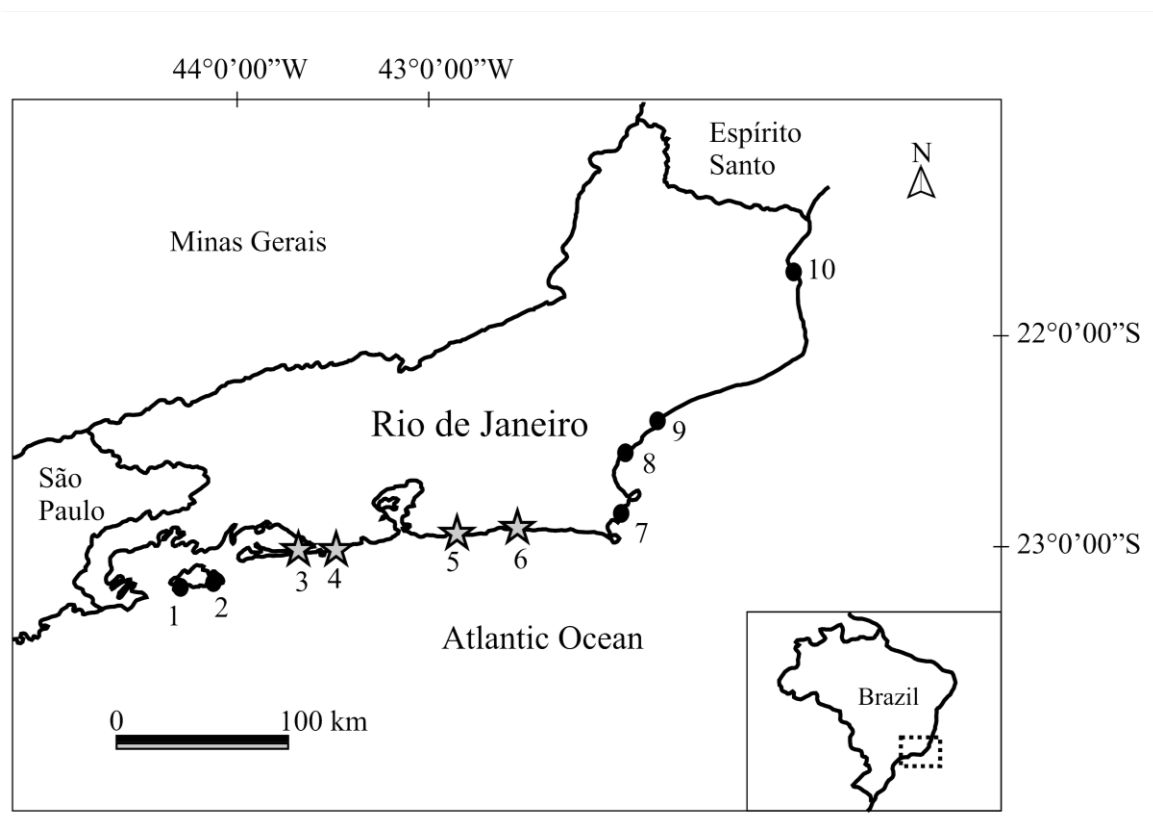 44°0’00”W 43°0’00”W
Espírito
Santo
N
Minas Gerais
10
22°0’00”S
Rio de Janeiro
9
8
São
Paulo
7
23°0’00”S
5
6
3
4
1
2
Atlantic Ocean
0 100 km
Brazil